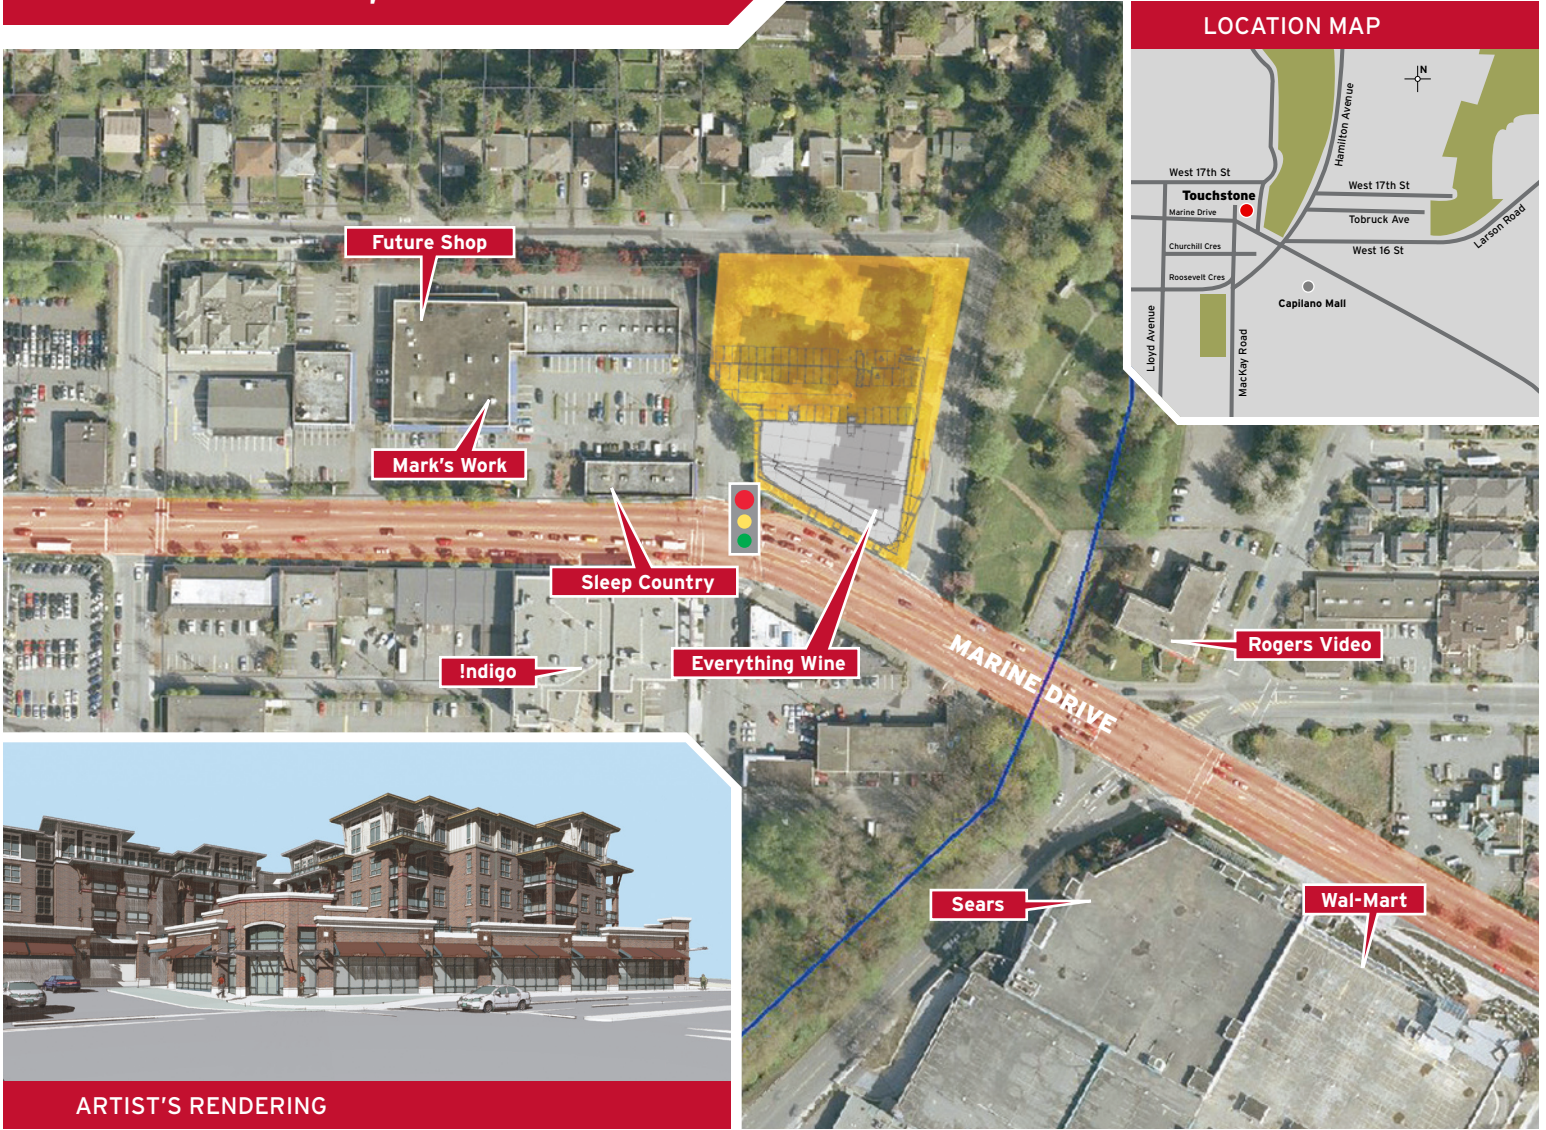 LOCATION MAP
N
Hamilton Avenue
West 17th St
Touchstone
Marine Drive
West 17th St
Tobruck Ave
Larson Road
Churchill Cres
West 16 St
Roosevelt Cres
Capilano Mall
Lloyd Avenue
MacKay Road
Future Shop
Mark's Work
Sleep Country
!ndigo
Everything Wine
MARINE DRIVE
Rogers Video
Sears
Wal-Mart
ARTIST'S RENDERING